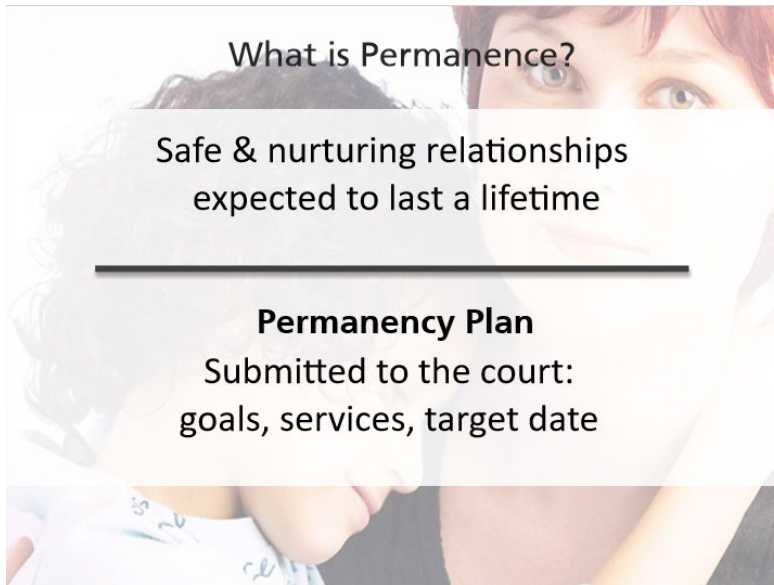 What is Permanence?
Safe & nurturing relationships
expected to last a lifetime
Permanency Plan
Submitted to the court:
goals, services, target date